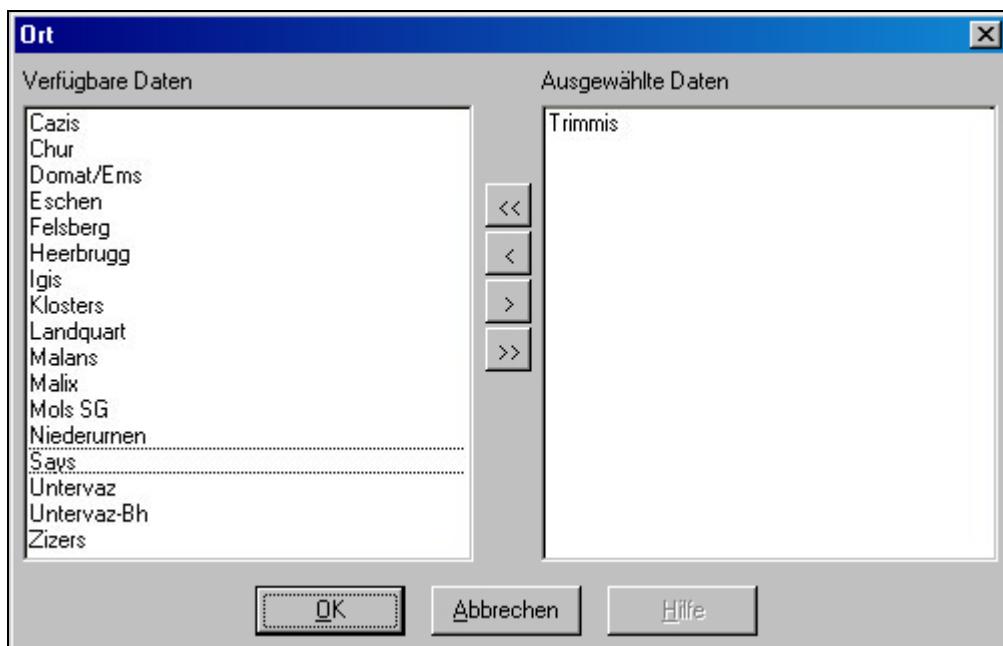 Ort
Verfügbare Daten
Ausgewählte Daten
Cazis
Chur
Domat/Ems
Eschen
Felsberg
Heerbrugg
Igis
Klosters
Landquart
Malans
Malix
Mols SG
Niederurnen
Says
Untervaz
Untervaz-Bh
Zizers
<<
<
>
>>
Trimmis
OK
Abbrechen
Hilfe